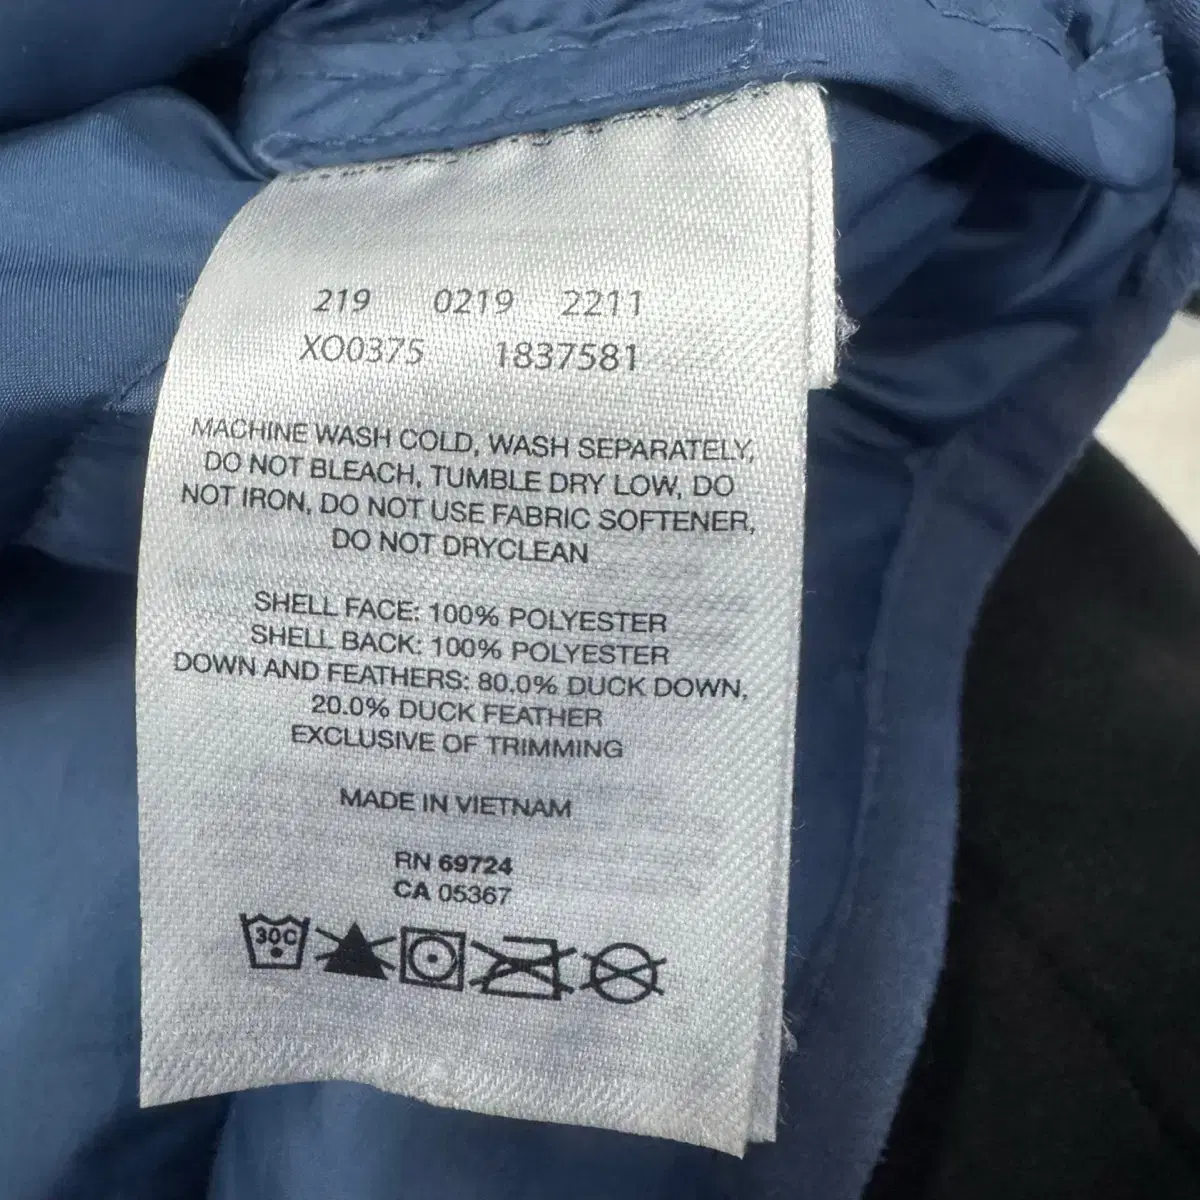 219 0219 2211
XO0375 1837581
MACHINE WASH COLD, WASH SEPARATELY,
DO NOT BLEACH, TUMBLE DRY LOW, DO
NOT IRON, DO NOT USE FABRIC SOFTENER,
DO NOT DRYCLEAN
SHELL FACE: 100% POLYESTER
SHELL BACK: 100% POLYESTER
DOWN AND FEATHERS: 80.0% DUCK DOWN,
20.0% DUCK FEATHER
EXCLUSIVE OF TRIMMING
MADE IN VIETNAM
RN 69724
CA 05367
30C